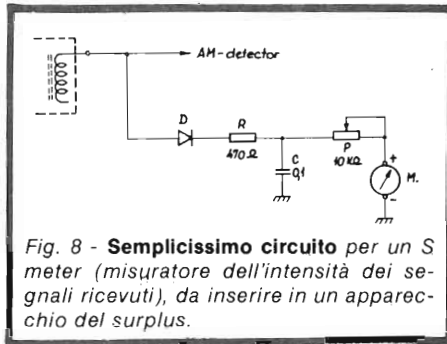 AM-detector
D
R
470Ω
C
0,1
P
10KΩ
+
M.
-
Fig. 8 - Semplicissimo circuito per un S
meter (misuratore dell'intensità dei se-
gnali ricevuti), da inserire in un apparec-
chio del surplus.